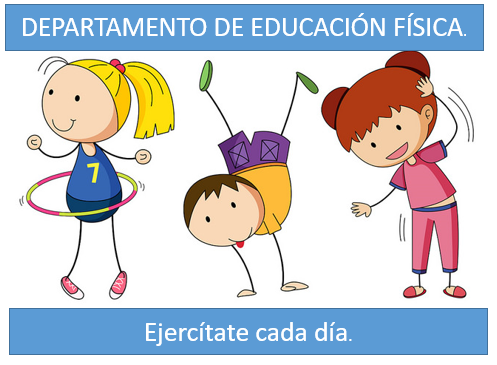 DEPARTAMENTO DE EDUCACIÓN FÍSICA.
7
Ejercítate cada día.